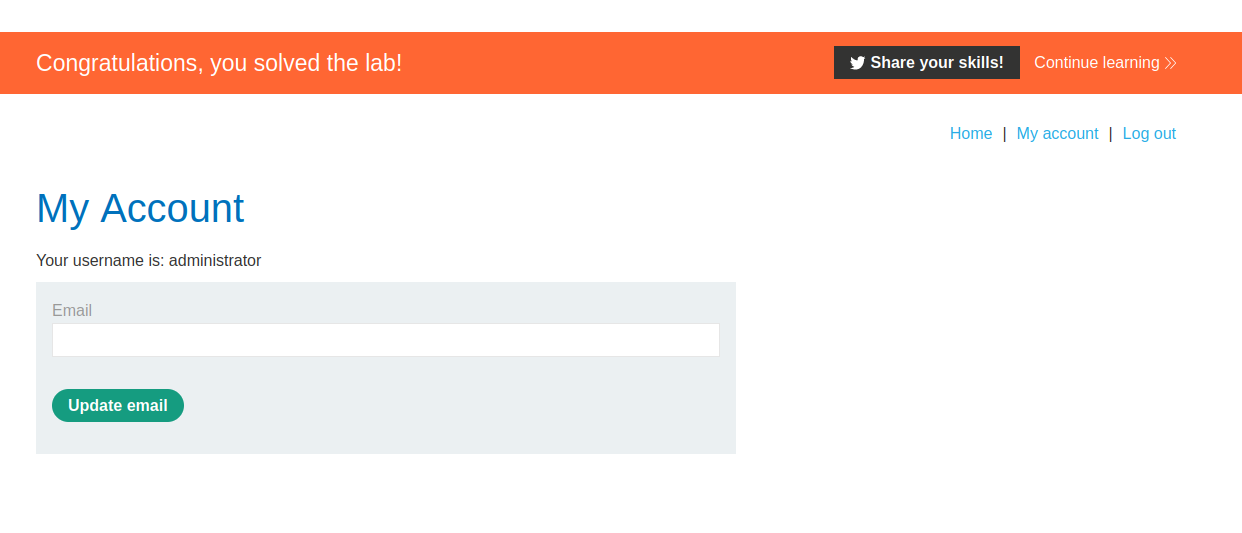 Congratulations, you solved the lab!
Share your skills!
Continue learning
Home | My account | Log out
My Account
Your username is: administrator
Email
Update email